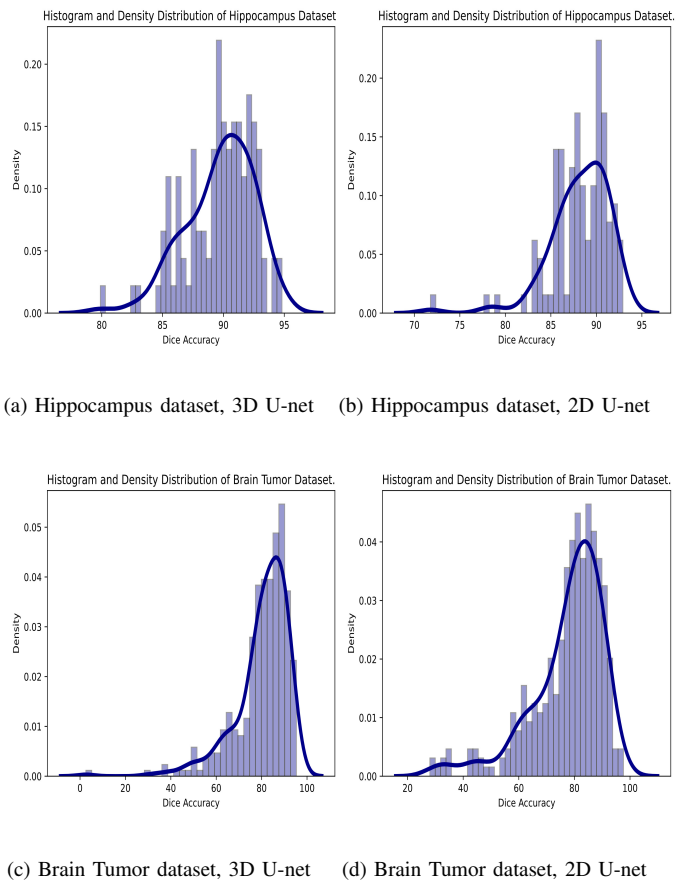 Histogram and Density Distribution of Hippocampus Dataset
Density
0.20
0.15
0.10
0.05
0.00
80 85 90 95
Dice Accuracy
Histogram and Density Distribution of Hippocampus Dataset.
Density
0.20
0.15
0.10
0.05
0.00
70 75 80 85 90 95
Dice Accuracy
(a) Hippocampus dataset, 3D U-net
(b) Hippocampus dataset, 2D U-net
Histogram and Density Distribution of Brain Tumor Dataset.
Density
0.05
0.04
0.03
0.02
0.01
0.00
0 20 40 60 80 100
Dice Accuracy
Histogram and Density Distribution of Brain Tumor Dataset.
Density
0.04
0.03
0.02
0.01
0.00
20 40 60 80 100
Dice Accuracy
(c) Brain Tumor dataset, 3D U-net
(d) Brain Tumor dataset, 2D U-net